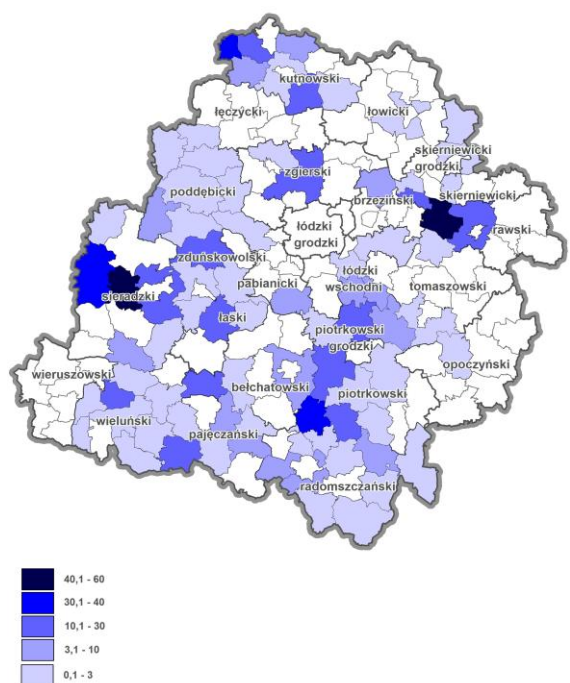 kutnowski
łęczycki
łowicki
skierniewicki
grodzki
zgierski
poddębicki
brzeziński
skierniewicki
łódzki
grodzki
rawski
zduńskowolski
łódzki
wschodni
pabianicki
tomaszowski
sieradzki
łaski
piotrkowski
grodzki
opoczyński
wieruszowski
bełchatowski
piotrkowski
wieluński
pajęczański
radomszczański
40,1 - 60
30,1 - 40
10,1 - 30
3,1 - 10
0,1 - 3